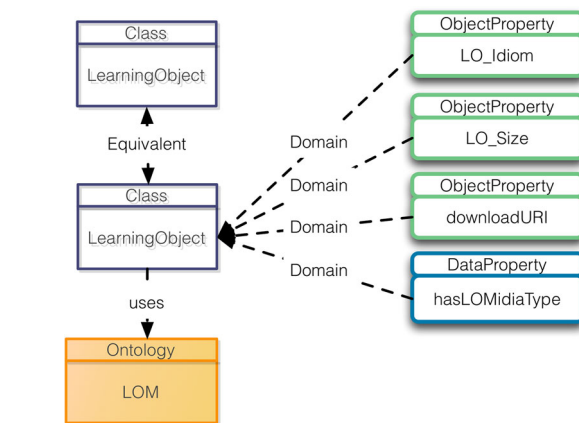 Class
LearningObject
Equivalent
Class
LearningObject
uses
Ontology
LOM
Domain
Domain
Domain
Domain
ObjectProperty
LO_Idiom
ObjectProperty
LO_Size
ObjectProperty
downloadURI
DataProperty
hasLOMidiaType